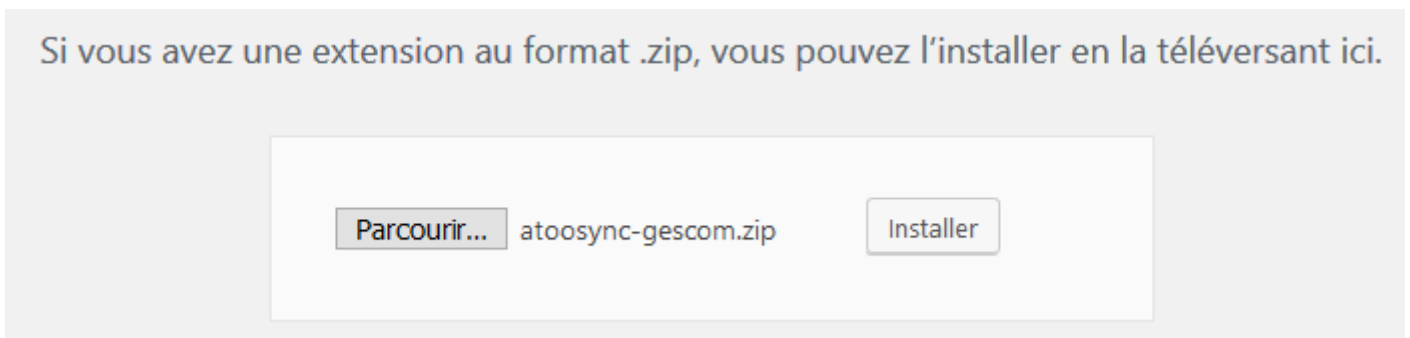 Si vous avez une extension au format .zip, vous pouvez l’installer en la téléversant ici.
Parcourir... atoosync-gescom.zip Installer